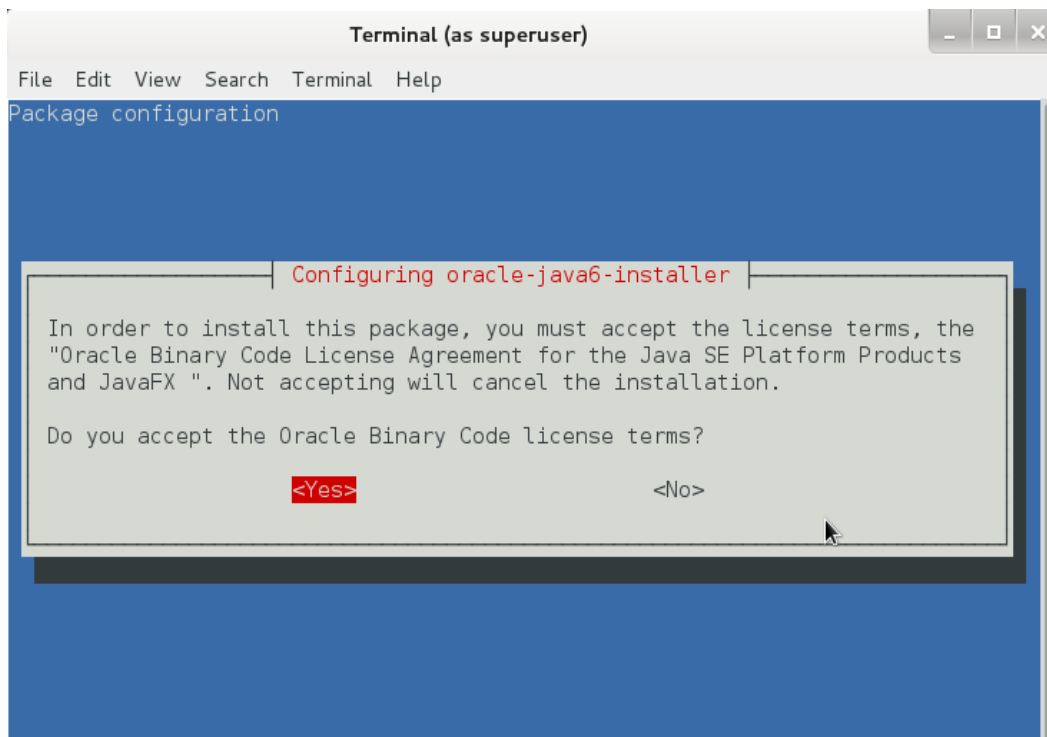 Terminal (as superuser)
File Edit View Search Terminal Help
Package configuration
Configuring oracle-java6-installer
In order to install this package, you must accept the license terms, the
"Oracle Binary Code License Agreement for the Java SE Platform Products
and JavaFX ". Not accepting will cancel the installation.
Do you accept the Oracle Binary Code license terms?
<Yes> <No>